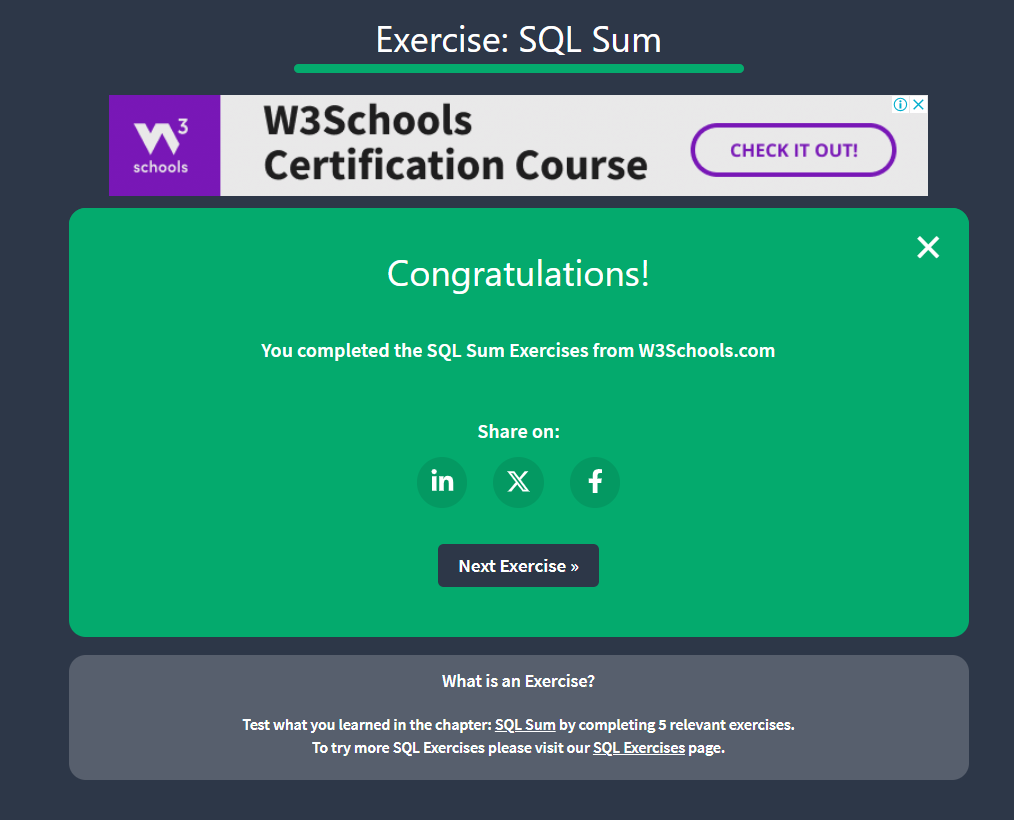 Exercise: SQL Sum
W3Schools
Certification Course
W3
schools
CHECK IT OUT!
Congratulations!
You completed the SQL Sum Exercises from W3Schools.com
Share on:
in
X
f
Next Exercise »
What is an Exercise?
Test what you learned in the chapter: SQL Sum by completing 5 relevant exercises.
To try more SQL Exercises please visit our SQL Exercises page.